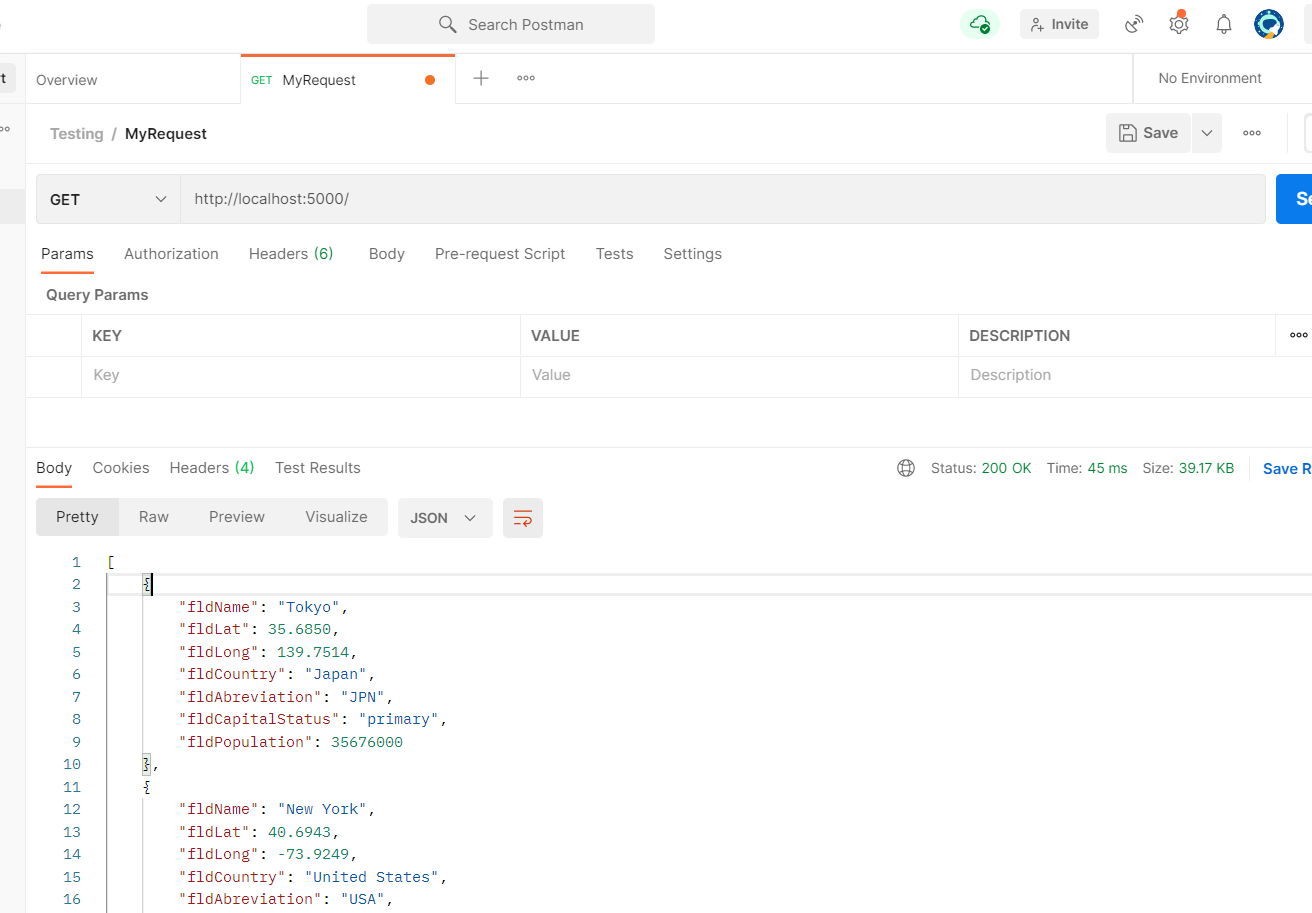 Search Postman
Invite
Overview
GET MyRequest
No Environment
Testing / MyRequest
Save
GET
http://localhost:5000/
Params Authorization Headers (6) Body Pre-request Script Tests Settings
Query Params
KEY VALUE DESCRIPTION
Key Value Description
Body Cookies Headers (4) Test Results
Status: 200 OK Time: 45 ms Size: 39.17 KB Save R
Pretty Raw Preview Visualize JSON
1 [
2 {
3 "fldName": "Tokyo",
4 "fldLat": 35.6850,
5 "fldLong": 139.7514,
6 "fldCountry": "Japan",
7 "fldAbreviation": "JPN",
8 "fldCapitalStatus": "primary",
9 "fldPopulation": 35676000
10 },
11 {
12 "fldName": "New York",
13 "fldLat": 40.6943,
14 "fldLong": -73.9249,
15 "fldCountry": "United States",
16 "fldAbreviation": "USA",